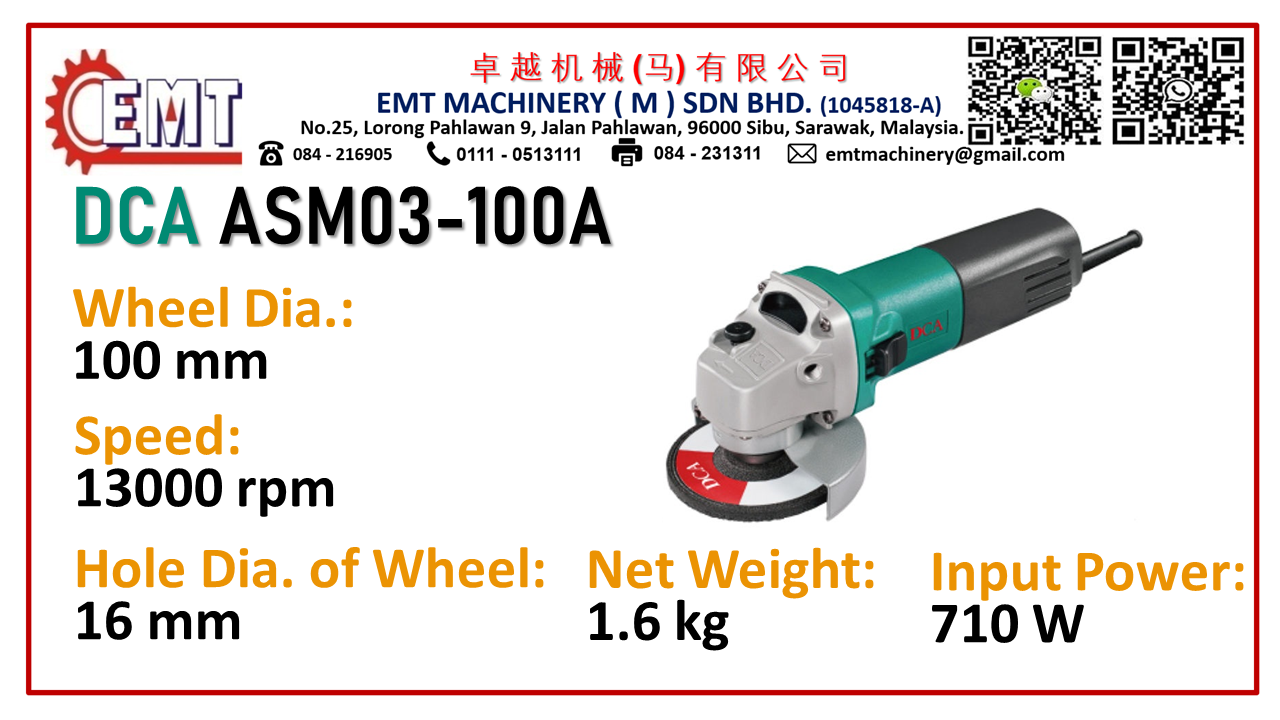 EMT
卓越机械(马)有限公司
EMT MACHINERY ( M ) SDN BHD. (1045818-A)
No.25, Lorong Pahlawan 9, Jalan Pahlawan, 96000 Sibu, Sarawak, Malaysia.
084 - 216905 0111 - 0513111 084 - 231311 emtmachinery@gmail.com
DCA ASM03-100A
Wheel Dia.:
100 mm
Speed:
13000 rpm
DCA
DCA
DCA
Hole Dia. of Wheel: Net Weight: Input Power:
16 mm 1.6 kg 710 W